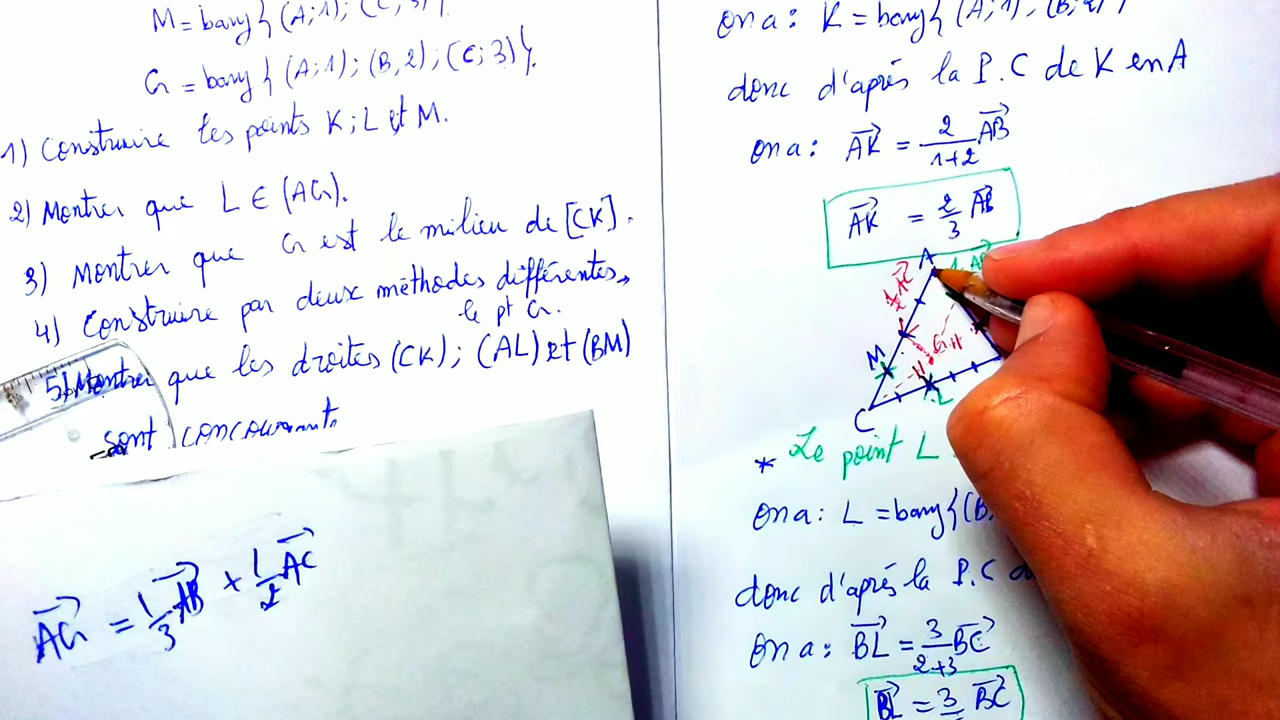 M = bary { (A; 1) ; (C; 3) }.
G = bary { (A; 1) ; (B, 2) ; (C; 3) }.
1) Construire les points K ; L et M.
2) Montrer que L ∈ (AG).
3) Montrer que G est le milieu de [CK].
4) Construire par deux méthodes différentes,
le pt G.
5) Montrer que les droites (CK) ; (AL) et (BM)
sont concourantes
AG = 1/3 AB + 1/2 AC
on a : K = bary { (A; 1) ; (B, 2) }
donc d'après la P.C de K en A
on a : AK = 2/1+2 AB
AK = 2/3 AB
A
1/2 AC
M
G
L
C
* Le point L
on a : L = bary { (B,
donc d'après la P.C
on a : BL = 3/2+3 BC
BL = 3/ BC